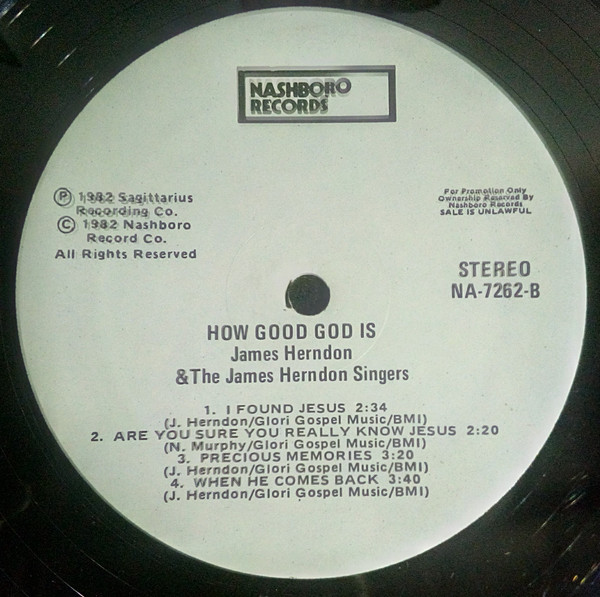 NASHBORO
RECORDS
Ⓟ 1982 Sagittarius
Recording Co.
© 1982 Nashboro
Record Co.
All Rights Reserved
For Promotion Only
Ownership Reserved By
Nashboro Records
SALE IS UNLAWFUL
STEREO
NA-7262-B
HOW GOOD GOD IS
James Herndon
&The James Herndon Singers
1. I FOUND JESUS 2:34
(J. Herndon/Glori Gospel Music/BMI)
2. ARE YOU SURE YOU REALLY KNOW JESUS 2:20
(N. Murphy/Glori Gospel Music/BMI)
3. PRECIOUS MEMORIES 3:20
(J. Herndon/Glori Gospel Music/BMI)
4. WHEN HE COMES BACK 3:40
(J. Herndon/Glori Gospel Music/BMI)